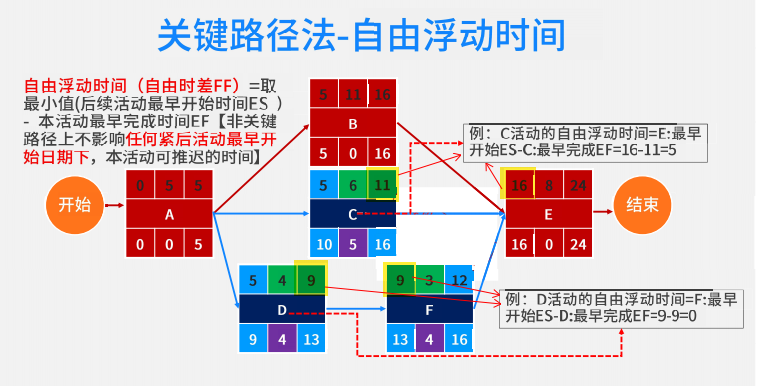 关键路径法-自由浮动时间
自由浮动时间（自由时差FF）=取
最小值(后续活动最早开始时间ES )
- 本活动最早完成时间EF【非关键
路径上不影响任何紧后活动最早开
始日期下，本活动可推迟的时间】
5 11 16
B
5 0 16
例：C活动的自由浮动时间=E:最早
开始ES-C:最早完成EF=16-11=5
开始
0 5 5
A
0 0 5
5 6 11
C
10 5 16
16 8 24
E
16 0 24
结束
5 4 9
D
9 4 13
9 3 12
F
13 4 16
例：D活动的自由浮动时间=F:最早
开始ES-D:最早完成EF=9-9=0